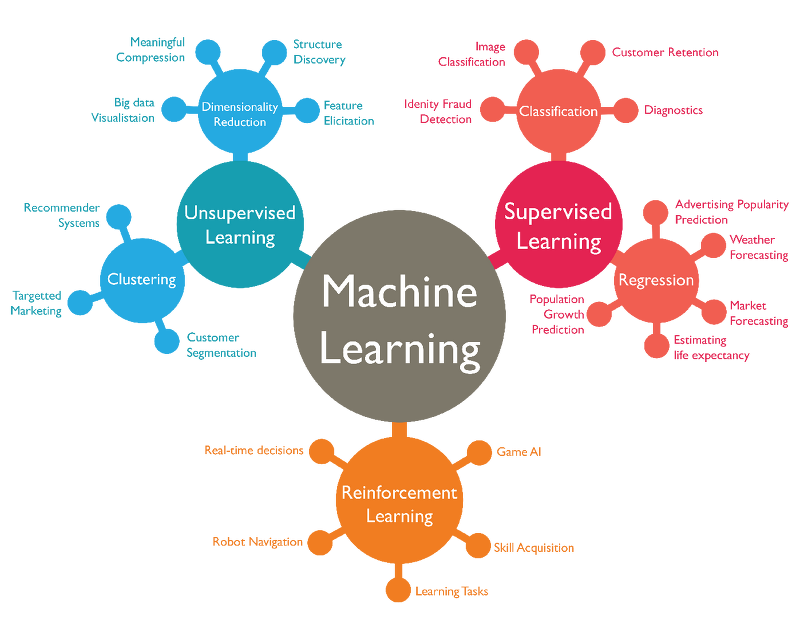 Machine
Learning
Unsupervised
Learning
Dimensionality
Reduction
Meaningful
Compression
Structure
Discovery
Big data
Visualistaion
Feature
Elicitation
Clustering
Recommender
Systems
Targetted
Marketing
Customer
Segmentation
Supervised
Learning
Classification
Image
Classification
Customer Retention
Idenity Fraud
Detection
Diagnostics
Regression
Advertising Popularity
Prediction
Weather
Forecasting
Population
Growth
Prediction
Market
Forecasting
Estimating
life expectancy
Reinforcement
Learning
Real-time decisions
Game AI
Robot Navigation
Skill Acquisition
Learning Tasks